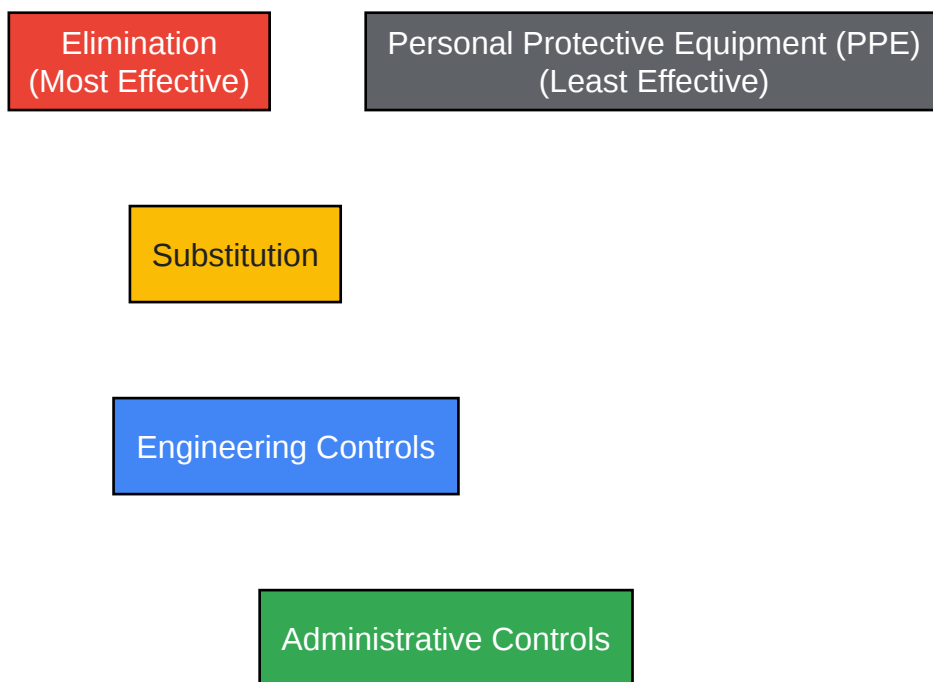 Elimination
(Most Effective)
Personal Protective Equipment (PPE)
(Least Effective)
Substitution
Engineering Controls
Administrative Controls